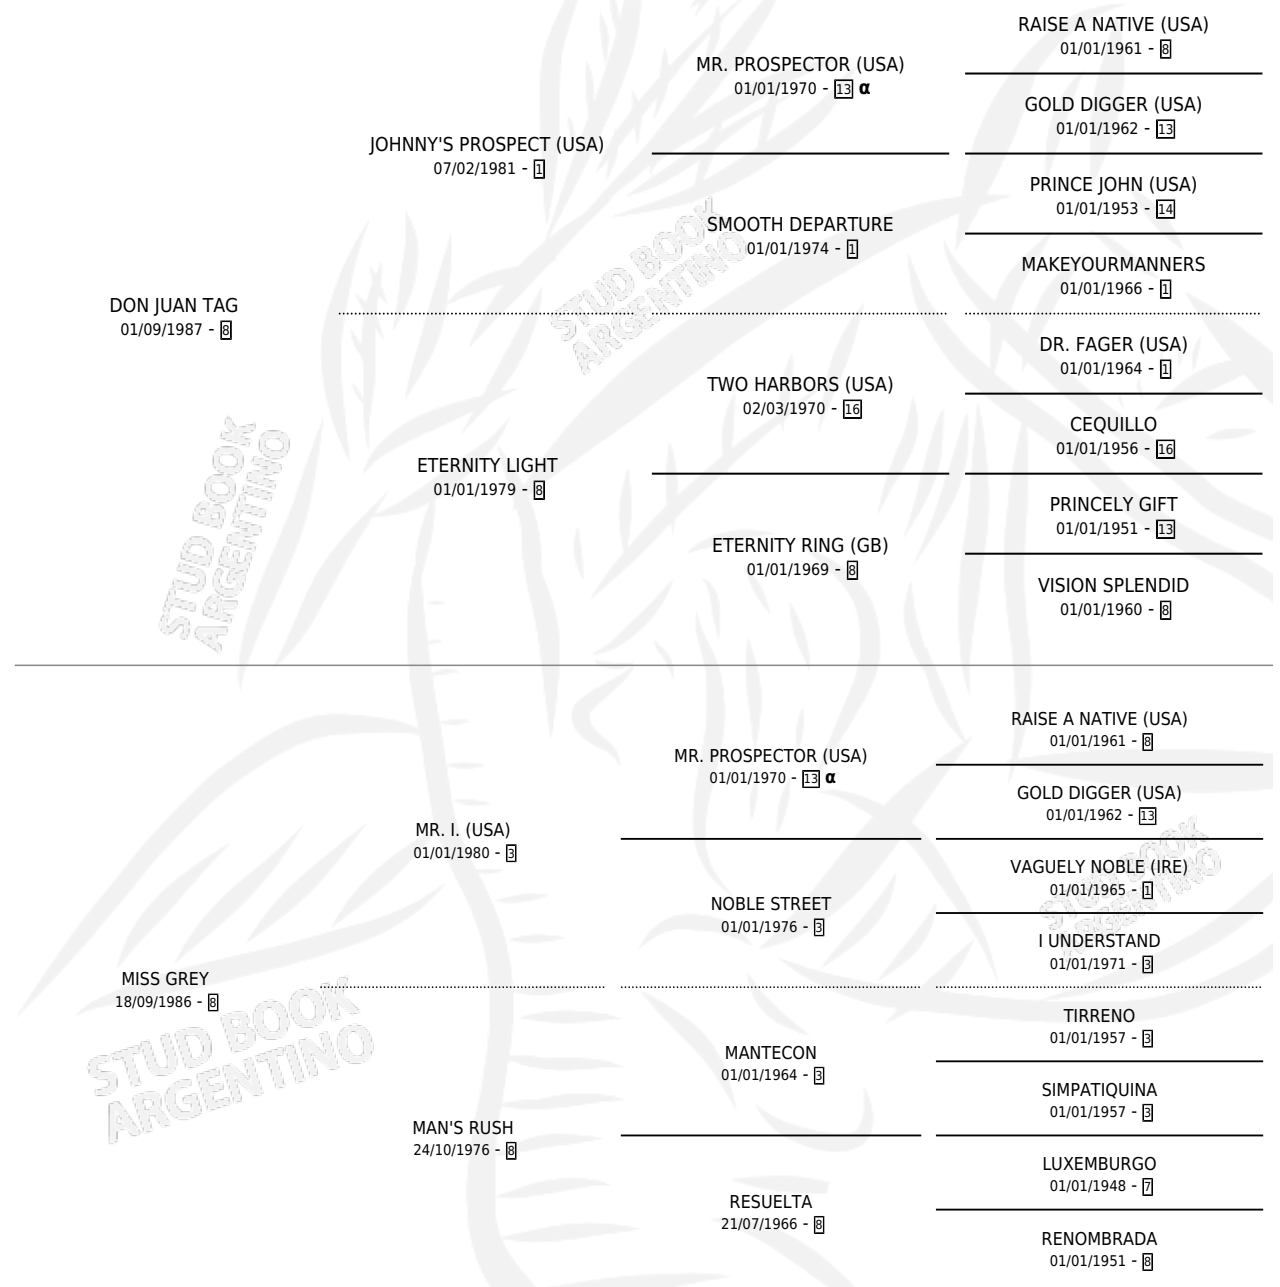 RAISE A NATIVE (USA)
01/01/1961 - 8
MR. PROSPECTOR (USA)
01/01/1970 - 13 α
GOLD DIGGER (USA)
01/01/1962 - 13
JOHNNY'S PROSPECT (USA)
07/02/1981 - 1
PRINCE JOHN (USA)
01/01/1953 - 14
SMOOTH DEPARTURE
01/01/1974 - 1
MAKEYOURMANNERS
01/01/1966 - 1
DON JUAN TAG
01/09/1987 - 8
DR. FAGER (USA)
01/01/1964 - 1
TWO HARBORS (USA)
02/03/1970 - 16
CEQUILLO
01/01/1956 - 16
ETERNITY LIGHT
01/01/1979 - 8
PRINCELY GIFT
01/01/1951 - 13
ETERNITY RING (GB)
01/01/1969 - 8
VISION SPLENDID
01/01/1960 - 8
STUD BOOK
ARGENTINO
STUD BOOK
ARGENTINO
RAISE A NATIVE (USA)
01/01/1961 - 8
MR. PROSPECTOR (USA)
01/01/1970 - 13 α
GOLD DIGGER (USA)
01/01/1962 - 13
MR. I. (USA)
01/01/1980 - 3
VAGUELY NOBLE (IRE)
01/01/1965 - 1
NOBLE STREET
01/01/1976 - 3
I UNDERSTAND
01/01/1971 - 3
MISS GREY
18/09/1986 - 8
TIRRENO
01/01/1957 - 3
MANTECON
01/01/1964 - 3
SIMPATIQUINA
01/01/1957 - 3
MAN'S RUSH
24/10/1976 - 8
LUXEMBURGO
01/01/1948 - 7
RESUELTA
21/07/1966 - 8
RENOMBRADA
01/01/1951 - 8
STUD BOOK
ARGENTINO
STUD BOOK
ARGENTINO